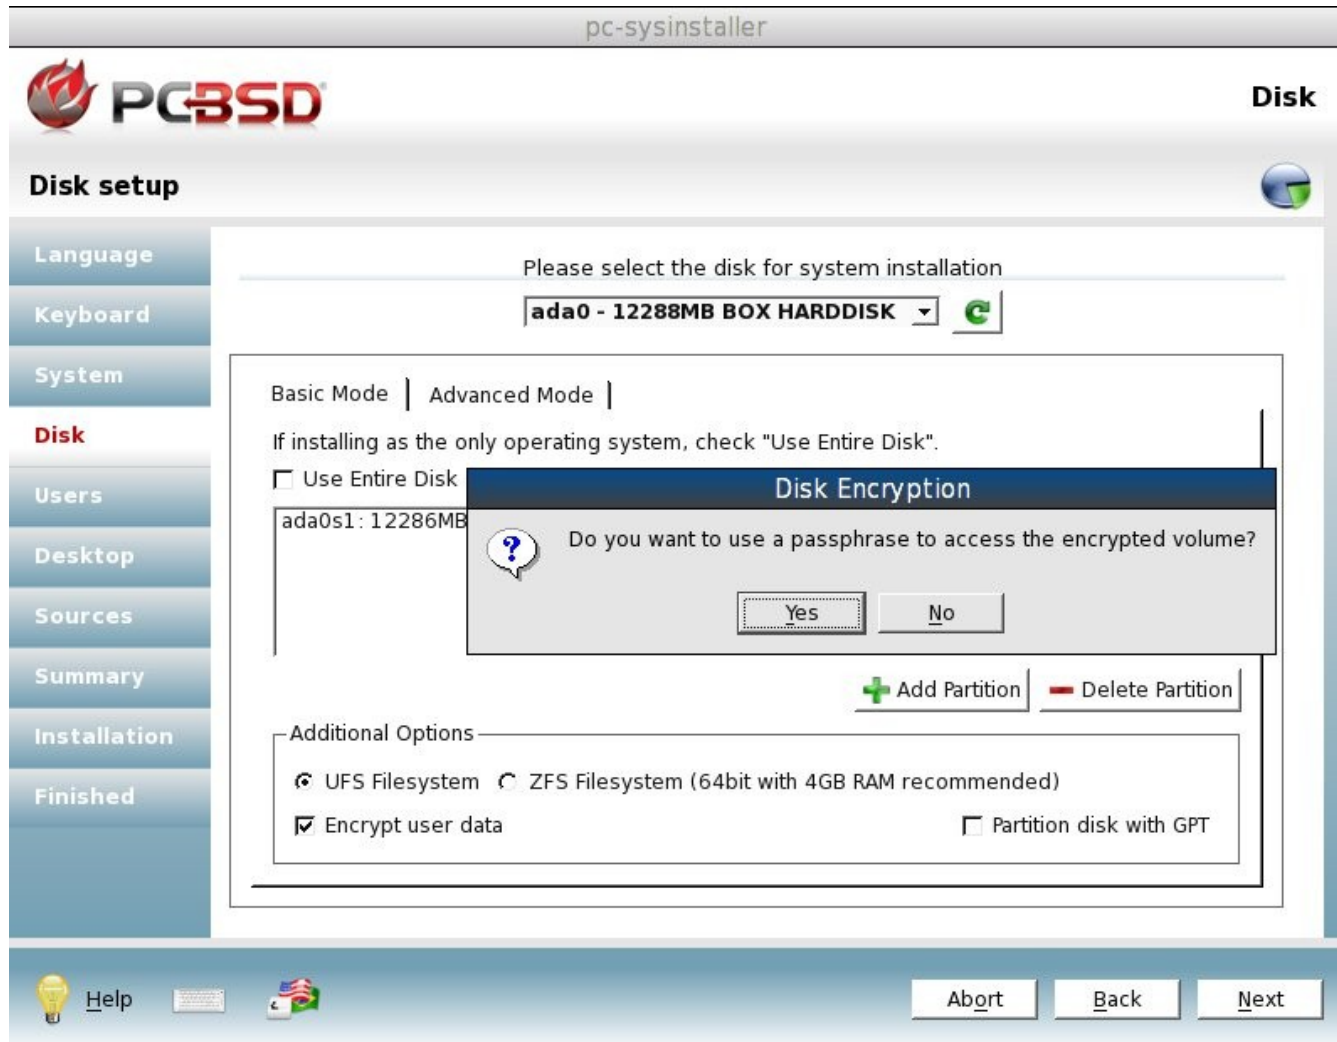 pc-sysinstaller
PCBSD
Disk
Disk setup
Language
Keyboard
System
Disk
Users
Desktop
Sources
Summary
Installation
Finished
Please select the disk for system installation
ada0 - 12288MB BOX HARDDISK
Basic Mode
Advanced Mode
If installing as the only operating system, check "Use Entire Disk".
Use Entire Disk
ada0s1: 12286MB
Disk Encryption
Do you want to use a passphrase to access the encrypted volume?
Yes
No
Add Partition
Delete Partition
Additional Options
UFS Filesystem
ZFS Filesystem (64bit with 4GB RAM recommended)
Encrypt user data
Partition disk with GPT
Help
Abort
Back
Next